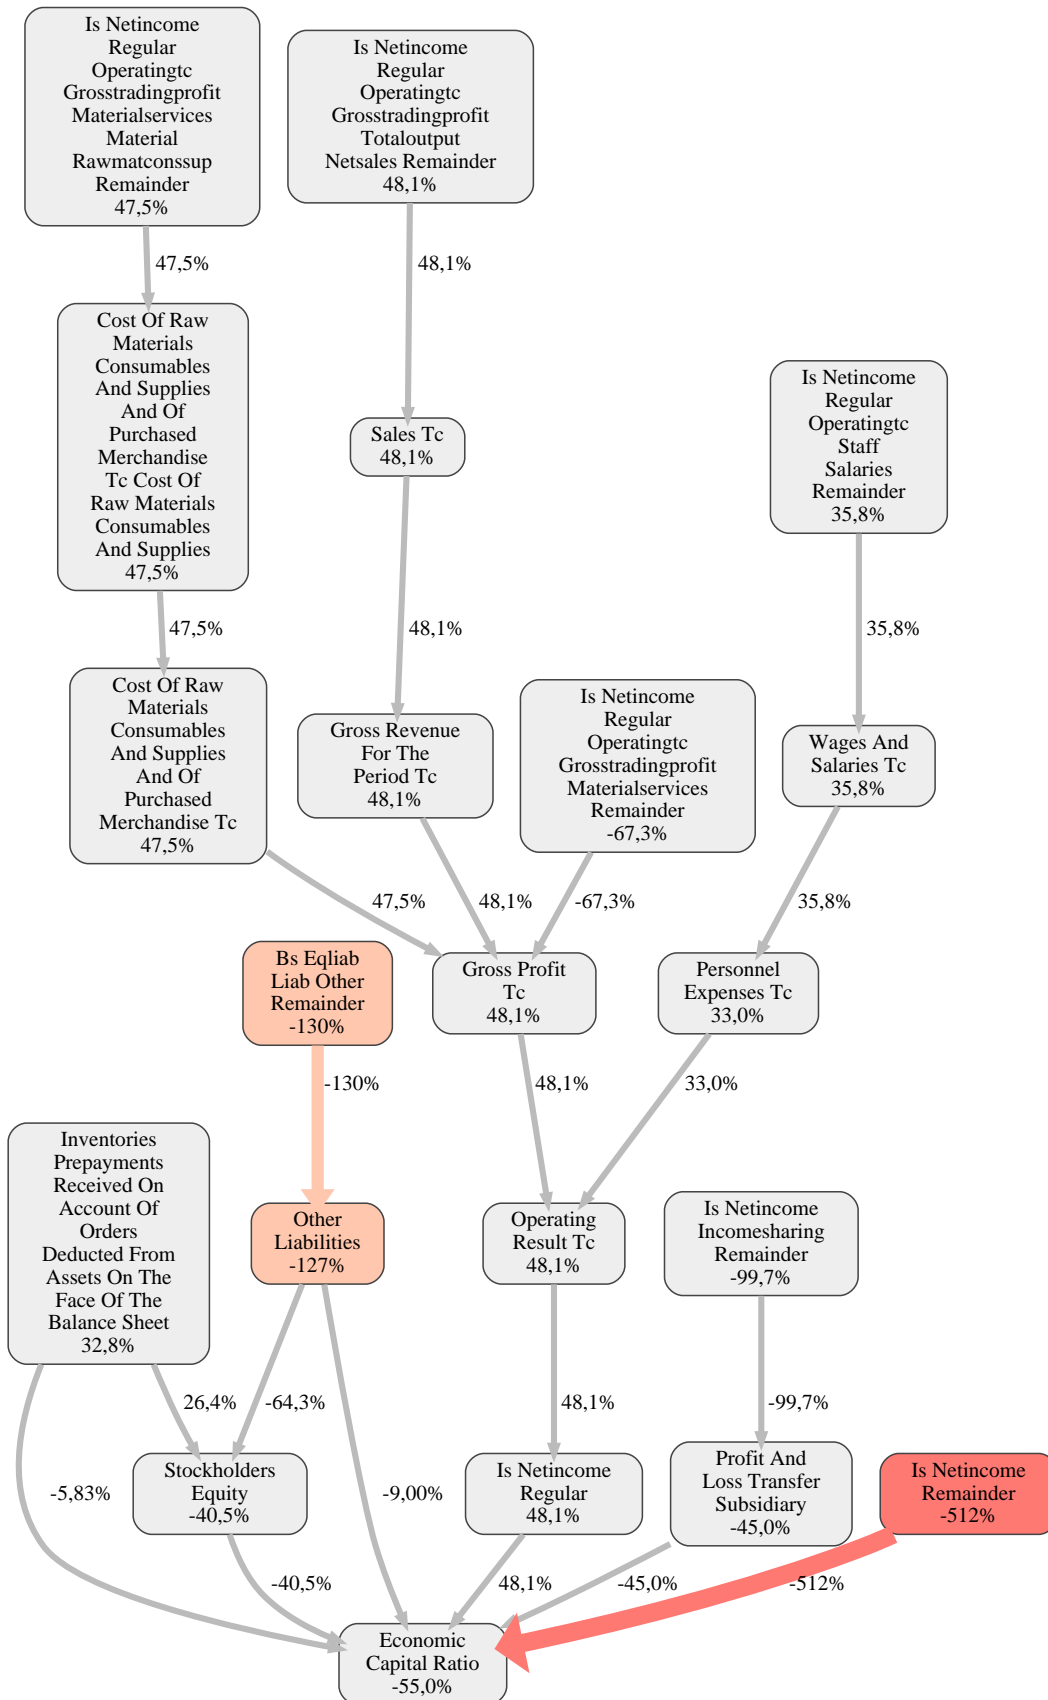 Is Netincome
Regular
Operatingtc
Grosstradingprofit
Materialservices
Material
Rawmatconssup
Remainder
47,5%
Is Netincome
Regular
Operatingtc
Grosstradingprofit
Totaloutput
Netsales Remainder
48,1%
47,5%
48,1%
Cost Of Raw
Materials
Consumables
And Supplies
And Of
Purchased
Merchandise
Tc Cost Of
Raw Materials
Consumables
And Supplies
47,5%
Sales Tc
48,1%
Is Netincome
Regular
Operatingtc
Staff
Salaries
Remainder
35,8%
47,5%
48,1%
35,8%
Cost Of Raw
Materials
Consumables
And Supplies
And Of
Purchased
Merchandise Tc
47,5%
Gross Revenue
For The
Period Tc
48,1%
Is Netincome
Regular
Operatingtc
Grosstradingprofit
Materialservices
Remainder
-67,3%
Wages And
Salaries Tc
35,8%
47,5%
48,1%
-67,3%
35,8%
Bs Eqliab
Liab Other
Remainder
-130%
Gross Profit
Tc
48,1%
Personnel
Expenses Tc
33,0%
-130%
48,1%
33,0%
Inventories
Prepayments
Received On
Account Of
Orders
Deducted From
Assets On The
Face Of The
Balance Sheet
32,8%
Other
Liabilities
-127%
Operating
Result Tc
48,1%
Is Netincome
Incomesharing
Remainder
-99,7%
26,4%
-64,3%
48,1%
-99,7%
-5,83%
Stockholders
Equity
-40,5%
-9,00%
Is Netincome
Regular
48,1%
Profit And
Loss Transfer
Subsidiary
-45,0%
Is Netincome
Remainder
-512%
-40,5%
48,1%
-45,0%
-512%
Economic
Capital Ratio
-55,0%